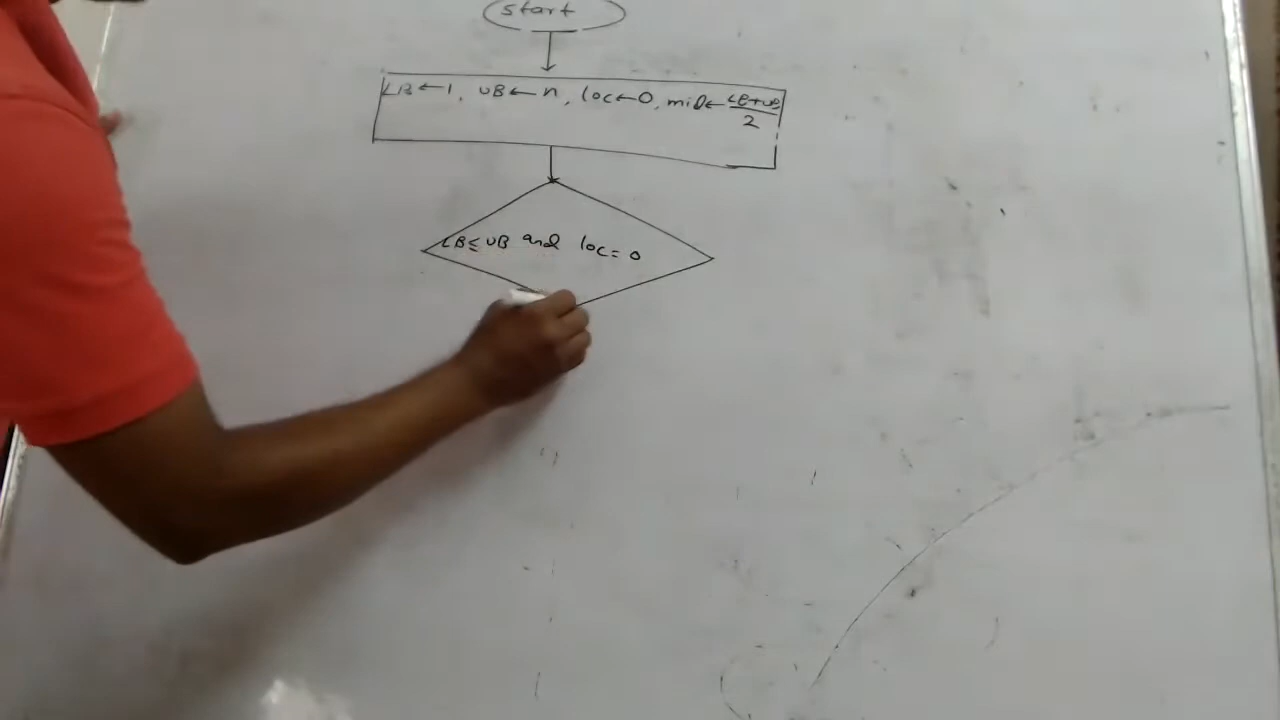 start
LB←1, UB←n, loc←0, mid←LB+UB/2
LB≤UB and loc=0